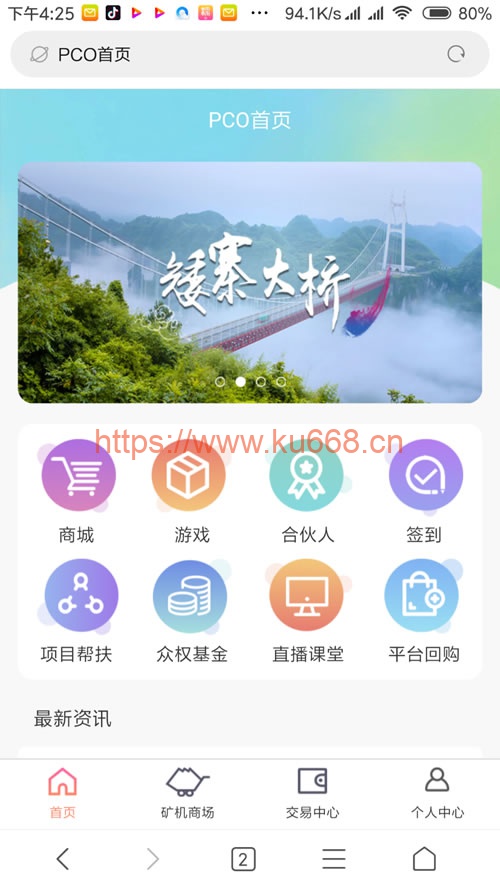 下午4:25
94.1K/s
80%
PCO首页
PCO首页
矮寨大桥
https://www.ku668.cn
商城
游戏
合伙人
签到
项目帮扶
众权基金
直播课堂
平台回购
最新资讯
首页
矿机商场
交易中心
个人中心
2